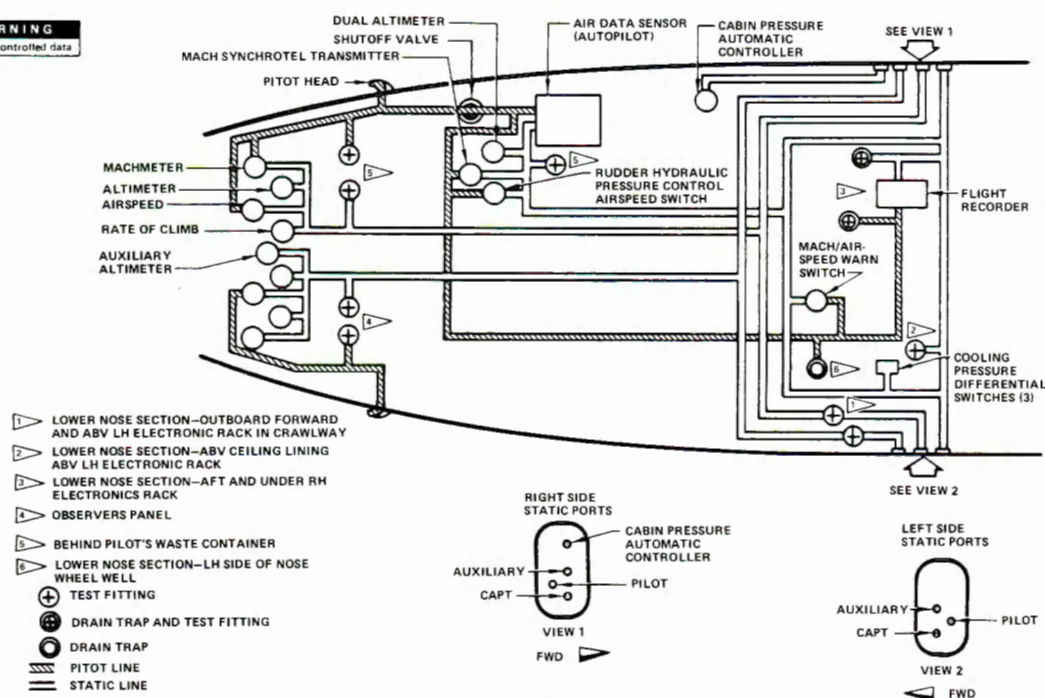 RNING
ontrolled data
DUAL ALTIMETER
SHUTOFF VALVE
MACH SYNCHROTEL TRANSMITTER
PITOT HEAD
AIR DATA SENSOR
(AUTOPILOT)
CABIN PRESSURE
AUTOMATIC
CONTROLLER
SEE VIEW 1
MACHMETER
ALTIMETER
AIRSPEED
RATE OF CLIMB
AUXILIARY
ALTIMETER
5
5
RUDDER HYDRAULIC
PRESSURE CONTROL
AIRSPEED SWITCH
3
FLIGHT
RECORDER
MACH/AIR-
SPEED WARN
SWITCH
4
2
6
COOLING
PRESSURE
DIFFERENTIAL
SWITCHES (3)
1
SEE VIEW 2
1 LOWER NOSE SECTION–OUTBOARD FORWARD
AND ABV LH ELECTRONIC RACK IN CRAWLWAY
2 LOWER NOSE SECTION–ABV CEILING LINING
ABV LH ELECTRONIC RACK
3 LOWER NOSE SECTION–AFT AND UNDER RH
ELECTRONICS RACK
4 OBSERVERS PANEL
5 BEHIND PILOT'S WASTE CONTAINER
6 LOWER NOSE SECTION–LH SIDE OF NOSE
WHEEL WELL
TEST FITTING
DRAIN TRAP AND TEST FITTING
DRAIN TRAP
PITOT LINE
STATIC LINE
RIGHT SIDE
STATIC PORTS
CABIN PRESSURE
AUTOMATIC
CONTROLLER
AUXILIARY
PILOT
CAPT
VIEW 1
FWD
LEFT SIDE
STATIC PORTS
AUXILIARY
PILOT
CAPT
VIEW 2
FWD